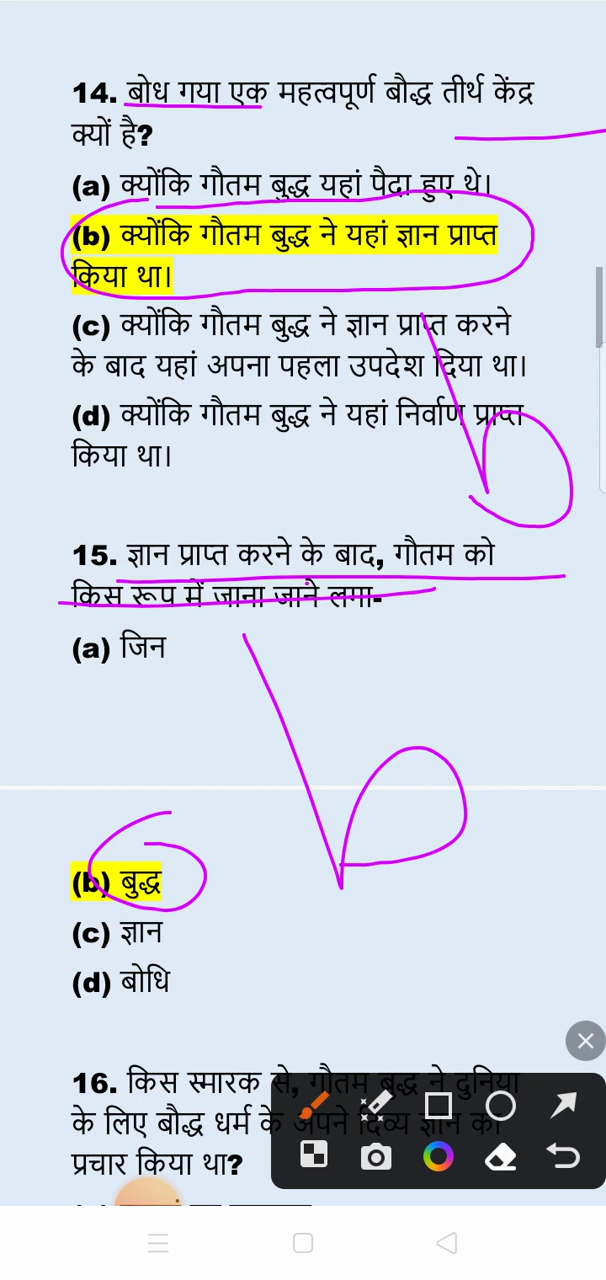 14. बोध गया एक महत्वपूर्ण बौद्ध तीर्थ केंद्र
क्यों है?
(a) क्योंकि गौतम बुद्ध यहां पैदा हुए थे।
(b) क्योंकि गौतम बुद्ध ने यहां ज्ञान प्राप्त
किया था।
(c) क्योंकि गौतम बुद्ध ने ज्ञान प्राप्त करने
के बाद यहां अपना पहला उपदेश दिया था।
(d) क्योंकि गौतम बुद्ध ने यहां निर्वाण प्राप्त
किया था।
b
15. ज्ञान प्राप्त करने के बाद, गौतम को
किस रूप में जाना जाने लगा-
(a) जिन
b
(b) बुद्ध
(c) ज्ञान
(d) बोधि
16. किस स्मारक से, गौतम बुद्ध ने दुनिया
के लिए बौद्ध धर्म के अपने दिव्य ज्ञान का
प्रचार किया था?